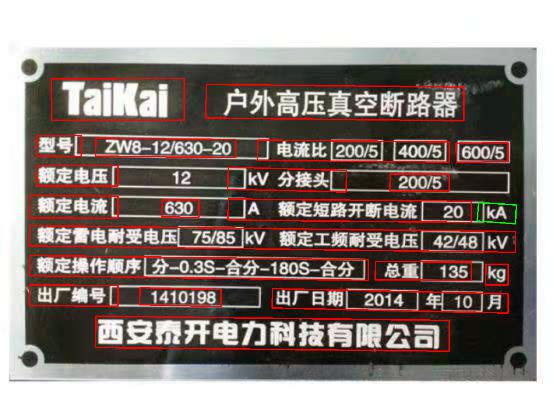 TaiKai 户外高压真空断路器
型号 ZW8-12/630-20 电流比 200/5 400/5 600/5
额定电压 12 kV 分接头 200/5
额定电流 630 A 额定短路开断电流 20 kA
额定雷电耐受电压 75/85 kV 额定工频耐受电压 42/48 kV
额定操作顺序 分-0.3S-合分-180S-合分 总重 135 kg
出厂编号 1410198 出厂日期 2014 年 10 月
西安泰开电力科技有限公司